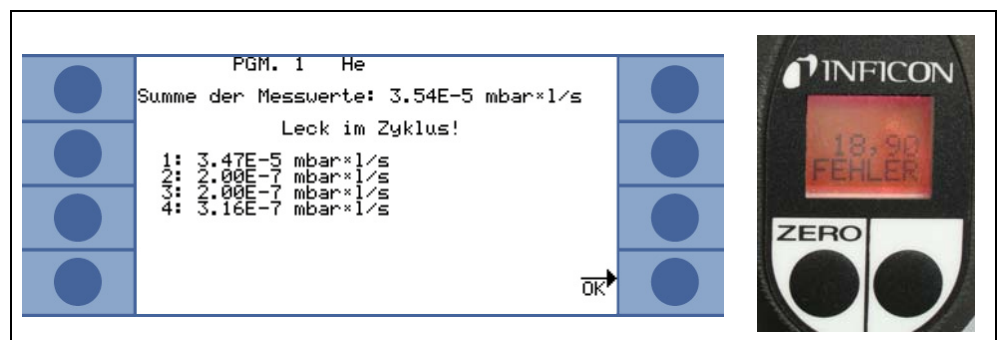 PGM. 1 He
Summe der Messwerte: 3.54E-5 mbar×l/s
Leck im Zyklus!
1: 3.47E-5 mbar×l/s
2: 2.00E-7 mbar×l/s
3: 2.00E-7 mbar×l/s
4: 3.16E-7 mbar×l/s
OK
INFICON
18,90
FEHLER
ZERO